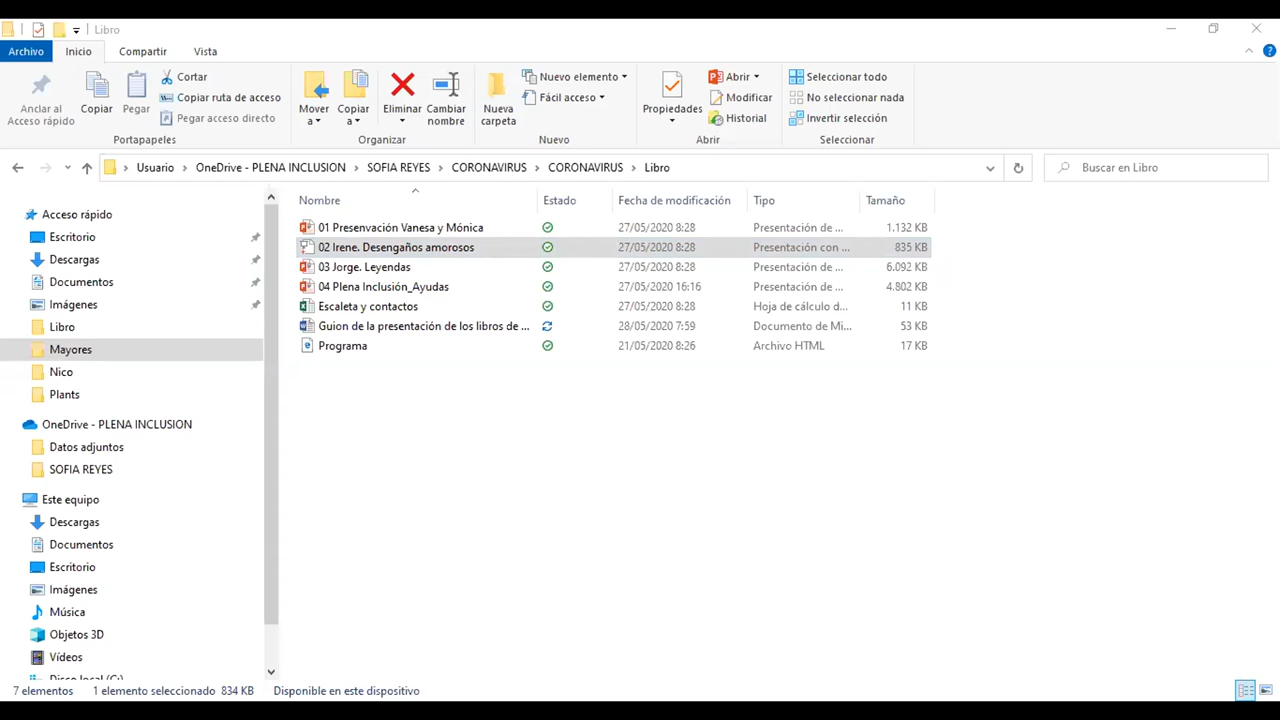 Libro
Archivo Inicio Compartir Vista
Anclar al Acceso rápido
Copiar
Pegar
Cortar
Copiar ruta de acceso
Pegar acceso directo
Portapapeles
Mover a
Copiar a
Eliminar
Cambiar nombre
Organizar
Nueva carpeta
Nuevo elemento
Fácil acceso
Nuevo
Propiedades
Abrir
Modificar
Historial
Abrir
Seleccionar todo
No seleccionar nada
Invertir selección
Seleccionar
Usuario › OneDrive - PLENA INCLUSION › SOFIA REYES › CORONAVIRUS › CORONAVIRUS › Libro
Buscar en Libro
Acceso rápido
Escritorio
Descargas
Documentos
Imágenes
Libro
Mayores
Nico
Plants
OneDrive - PLENA INCLUSION
Datos adjuntos
SOFIA REYES
Este equipo
Descargas
Documentos
Escritorio
Imágenes
Música
Objetos 3D
Vídeos
Disco local (C:)
Nombre Estado Fecha de modificación Tipo Tamaño
01 Presenvación Vanesa y Mónica 27/05/2020 8:28 Presentación de ... 1.132 KB
02 Irene. Desengaños amorosos 27/05/2020 8:28 Presentación con ... 835 KB
03 Jorge. Leyendas 27/05/2020 8:28 Presentación de ... 6.092 KB
04 Plena Inclusión_Ayudas 27/05/2020 16:16 Presentación de ... 4.802 KB
Escaleta y contactos 27/05/2020 8:28 Hoja de cálculo d... 11 KB
Guion de la presentación de los libros de ... 28/05/2020 7:59 Documento de Mi... 53 KB
Programa 21/05/2020 8:26 Archivo HTML 17 KB
7 elementos 1 elemento seleccionado 834 KB Disponible en este dispositivo